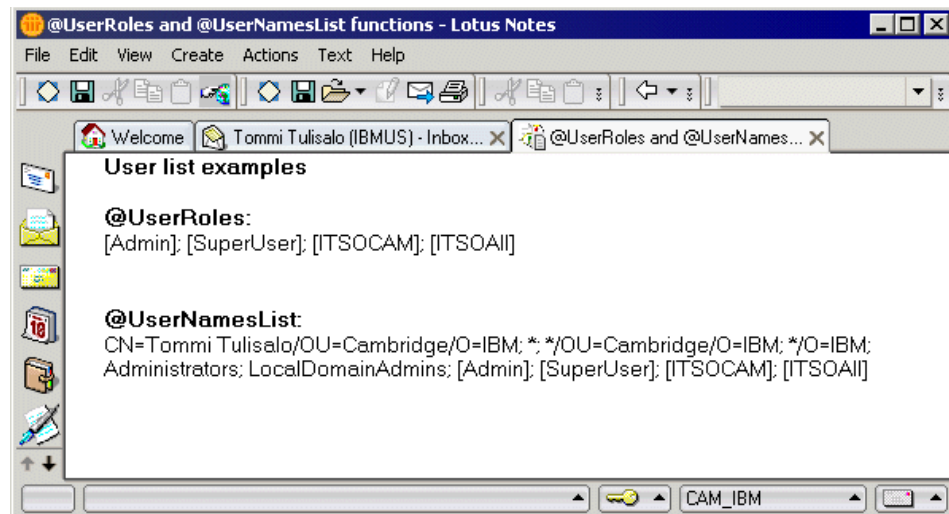 @UserRoles and @UserNamesList functions - Lotus Notes
File Edit View Create Actions Text Help
Welcome Tommi Tulisalo (IBMUS) - Inbox... @UserRoles and @UserNames...
User list examples
@UserRoles:
[Admin]; [SuperUser]; [ITSOCAM]; [ITSOAll]
@UserNamesList:
CN=Tommi Tulisalo/OU=Cambridge/O=IBM; *; */OU=Cambridge/O=IBM; */O=IBM;
Administrators; LocalDomainAdmins; [Admin]; [SuperUser]; [ITSOCAM]; [ITSOAll]
CAM_IBM